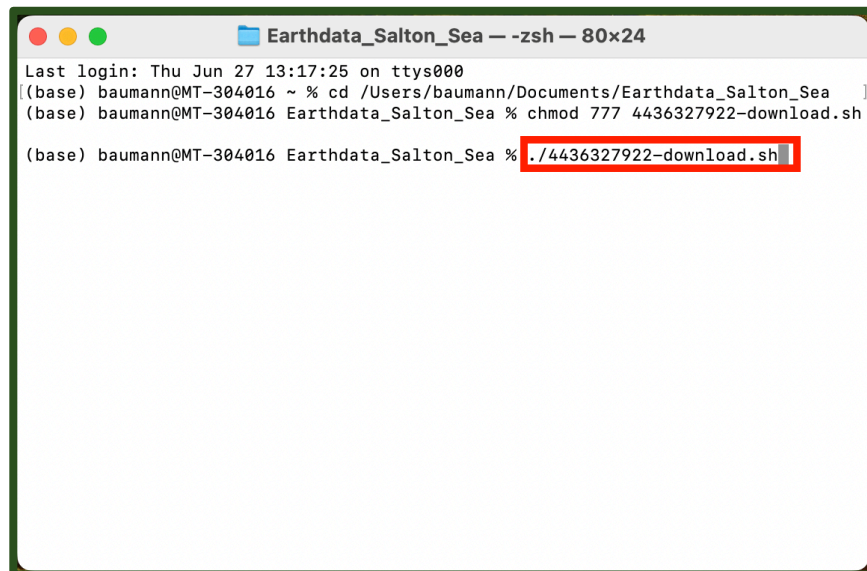 Earthdata_Salton_Sea — -zsh — 80×24
Last login: Thu Jun 27 13:17:25 on ttys000
[(base) baumann@MT-304016 ~ % cd /Users/baumann/Documents/Earthdata_Salton_Sea ]
(base) baumann@MT-304016 Earthdata_Salton_Sea % chmod 777 4436327922-download.sh
(base) baumann@MT-304016 Earthdata_Salton_Sea % ./4436327922-download.sh